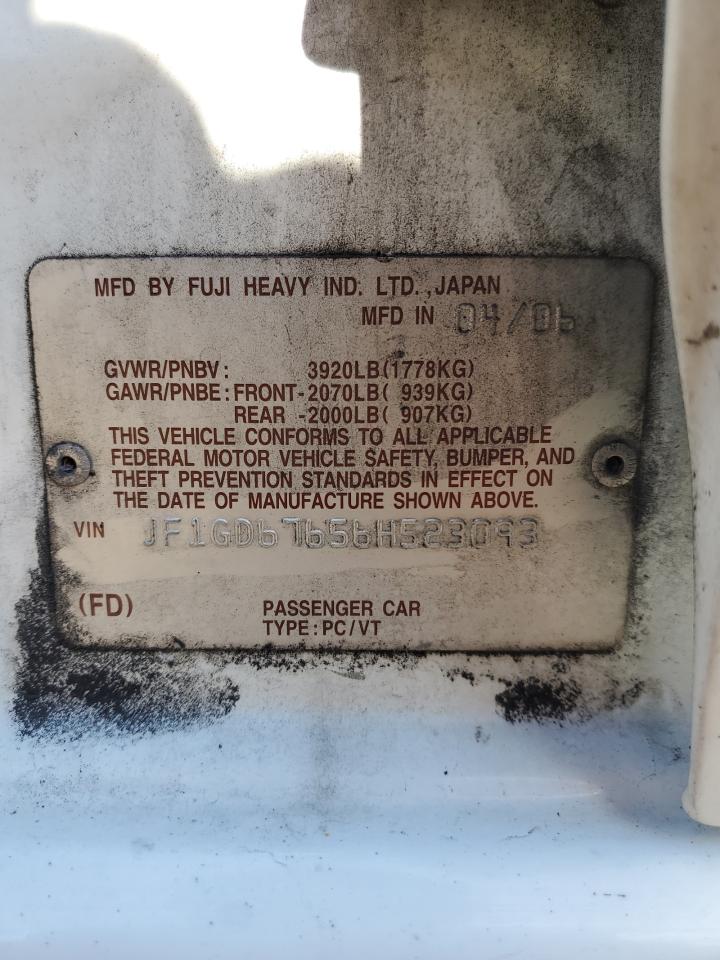 MFD BY FUJI HEAVY IND. LTD.,JAPAN
MFD IN 04/06
GVWR/PNBV: 3920LB(1778KG)
GAWR/PNBE:FRONT-2070LB( 939KG)
REAR -2000LB( 907KG)
THIS VEHICLE CONFORMS TO ALL APPLICABLE
FEDERAL MOTOR VEHICLE SAFETY, BUMPER, AND
THEFT PREVENTION STANDARDS IN EFFECT ON
THE DATE OF MANUFACTURE SHOWN ABOVE.
VIN JF1GD67656H523093
(FD) PASSENGER CAR
TYPE:PC/VT